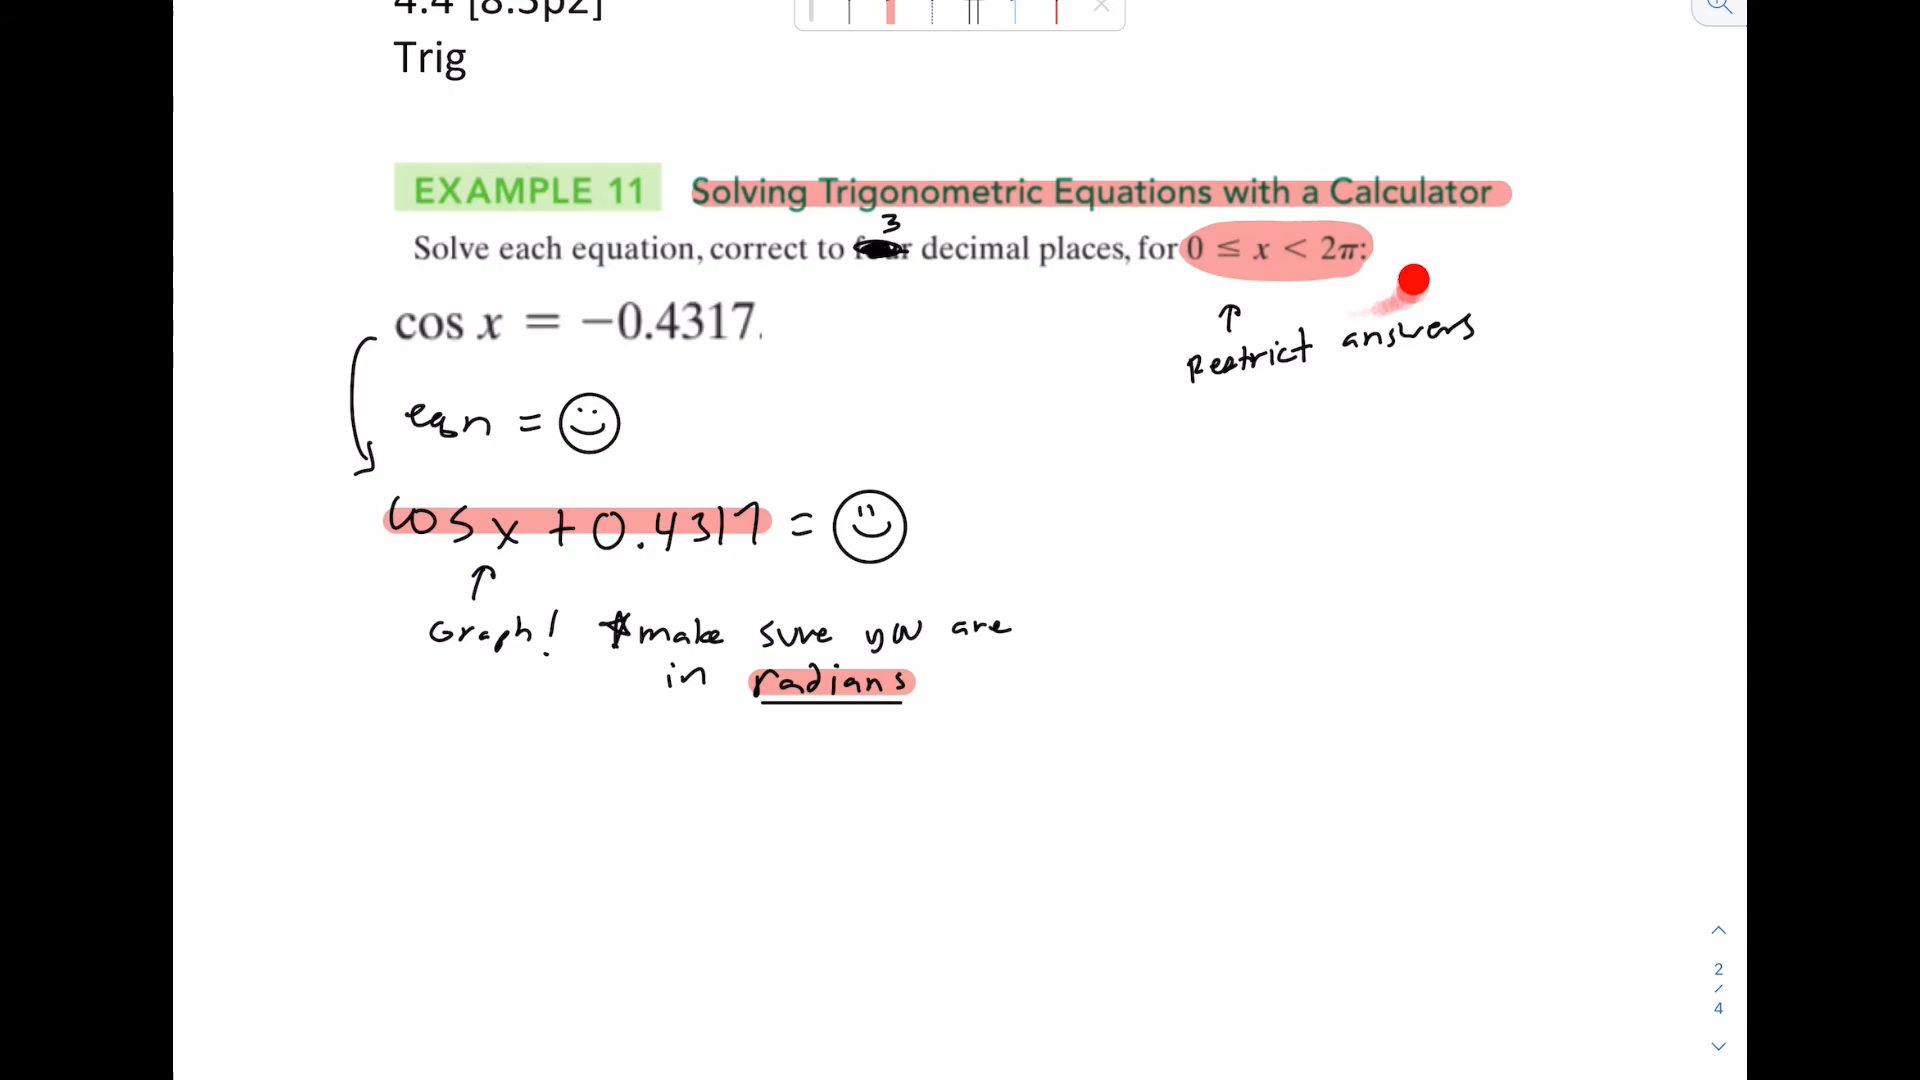 4.4 [8.3p2]
Trig
EXAMPLE 11 Solving Trigonometric Equations with a Calculator
3
Solve each equation, correct to decimal places, for 0 ≤ x < 2π:
cos x = −0.4317.
↑
Restrict answers
eqn = ☺
cos x + 0.4317 = ☺
↑
Graph! * make sure you are
in radians
2
/
4